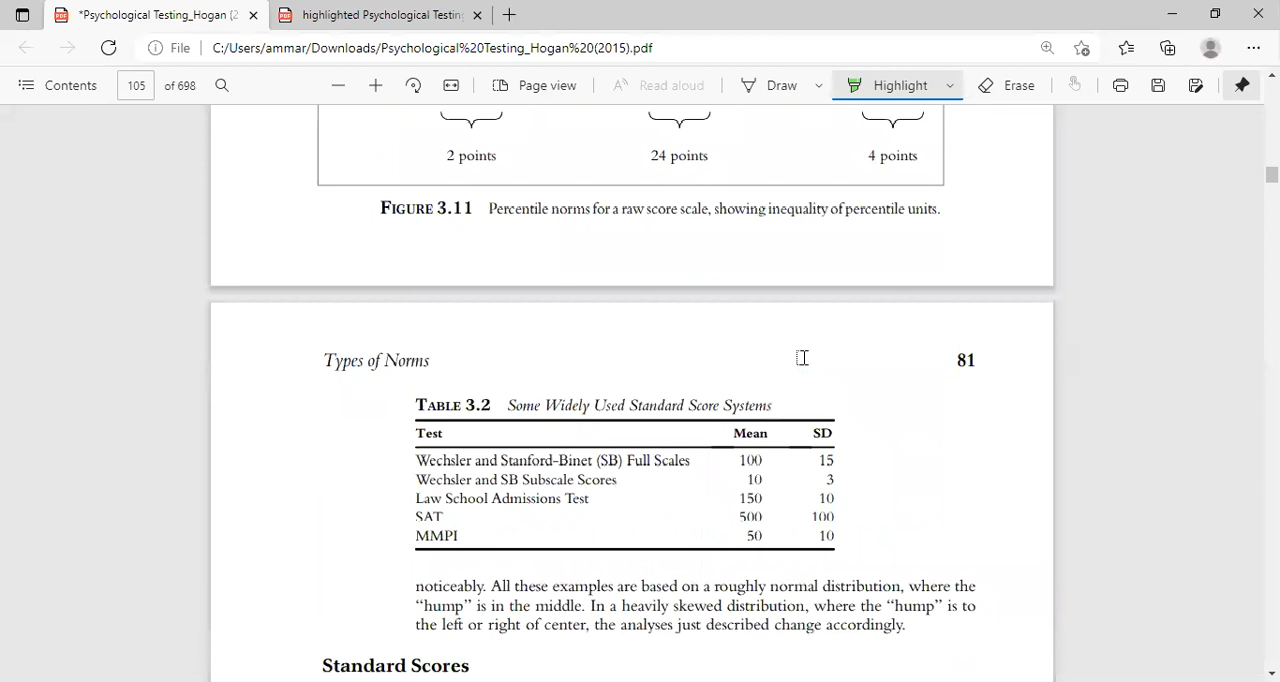 *Psychological Testing_Hogan (2
highlighted Psychological Testing
File
C:/Users/ammar/Downloads/Psychological%20Testing_Hogan%20(2015).pdf
Contents
105 of 698
Page view
Read aloud
Draw
Highlight
Erase
2 points
24 points
4 points
FIGURE 3.11 Percentile norms for a raw score scale, showing inequality of percentile units.
Types of Norms
81
TABLE 3.2 Some Widely Used Standard Score Systems
Test Mean SD
Wechsler and Stanford-Binet (SB) Full Scales 100 15
Wechsler and SB Subscale Scores 10 3
Law School Admissions Test 150 10
SAT 500 100
MMPI 50 10
noticeably. All these examples are based on a roughly normal distribution, where the
“hump” is in the middle. In a heavily skewed distribution, where the “hump” is to
the left or right of center, the analyses just described change accordingly.
Standard Scores